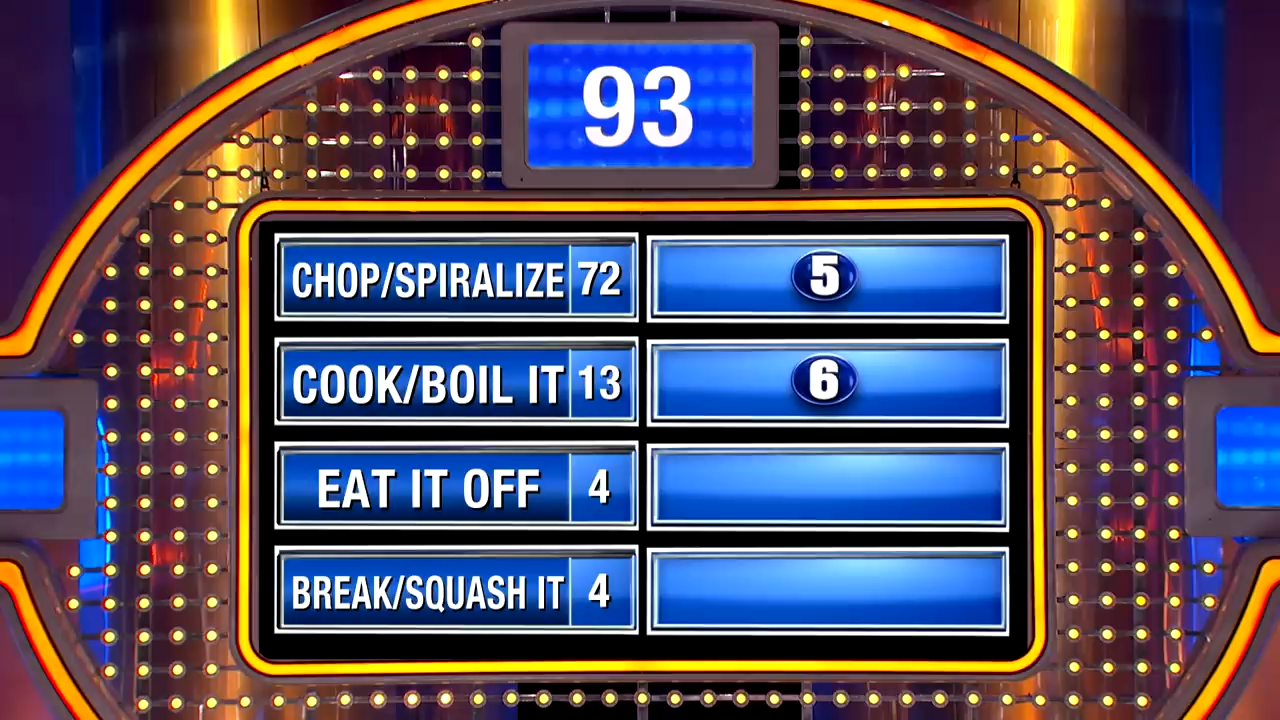 93
CHOP/SPIRALIZE 72
COOK/BOIL IT 13
EAT IT OFF 4
BREAK/SQUASH IT 4
5
6